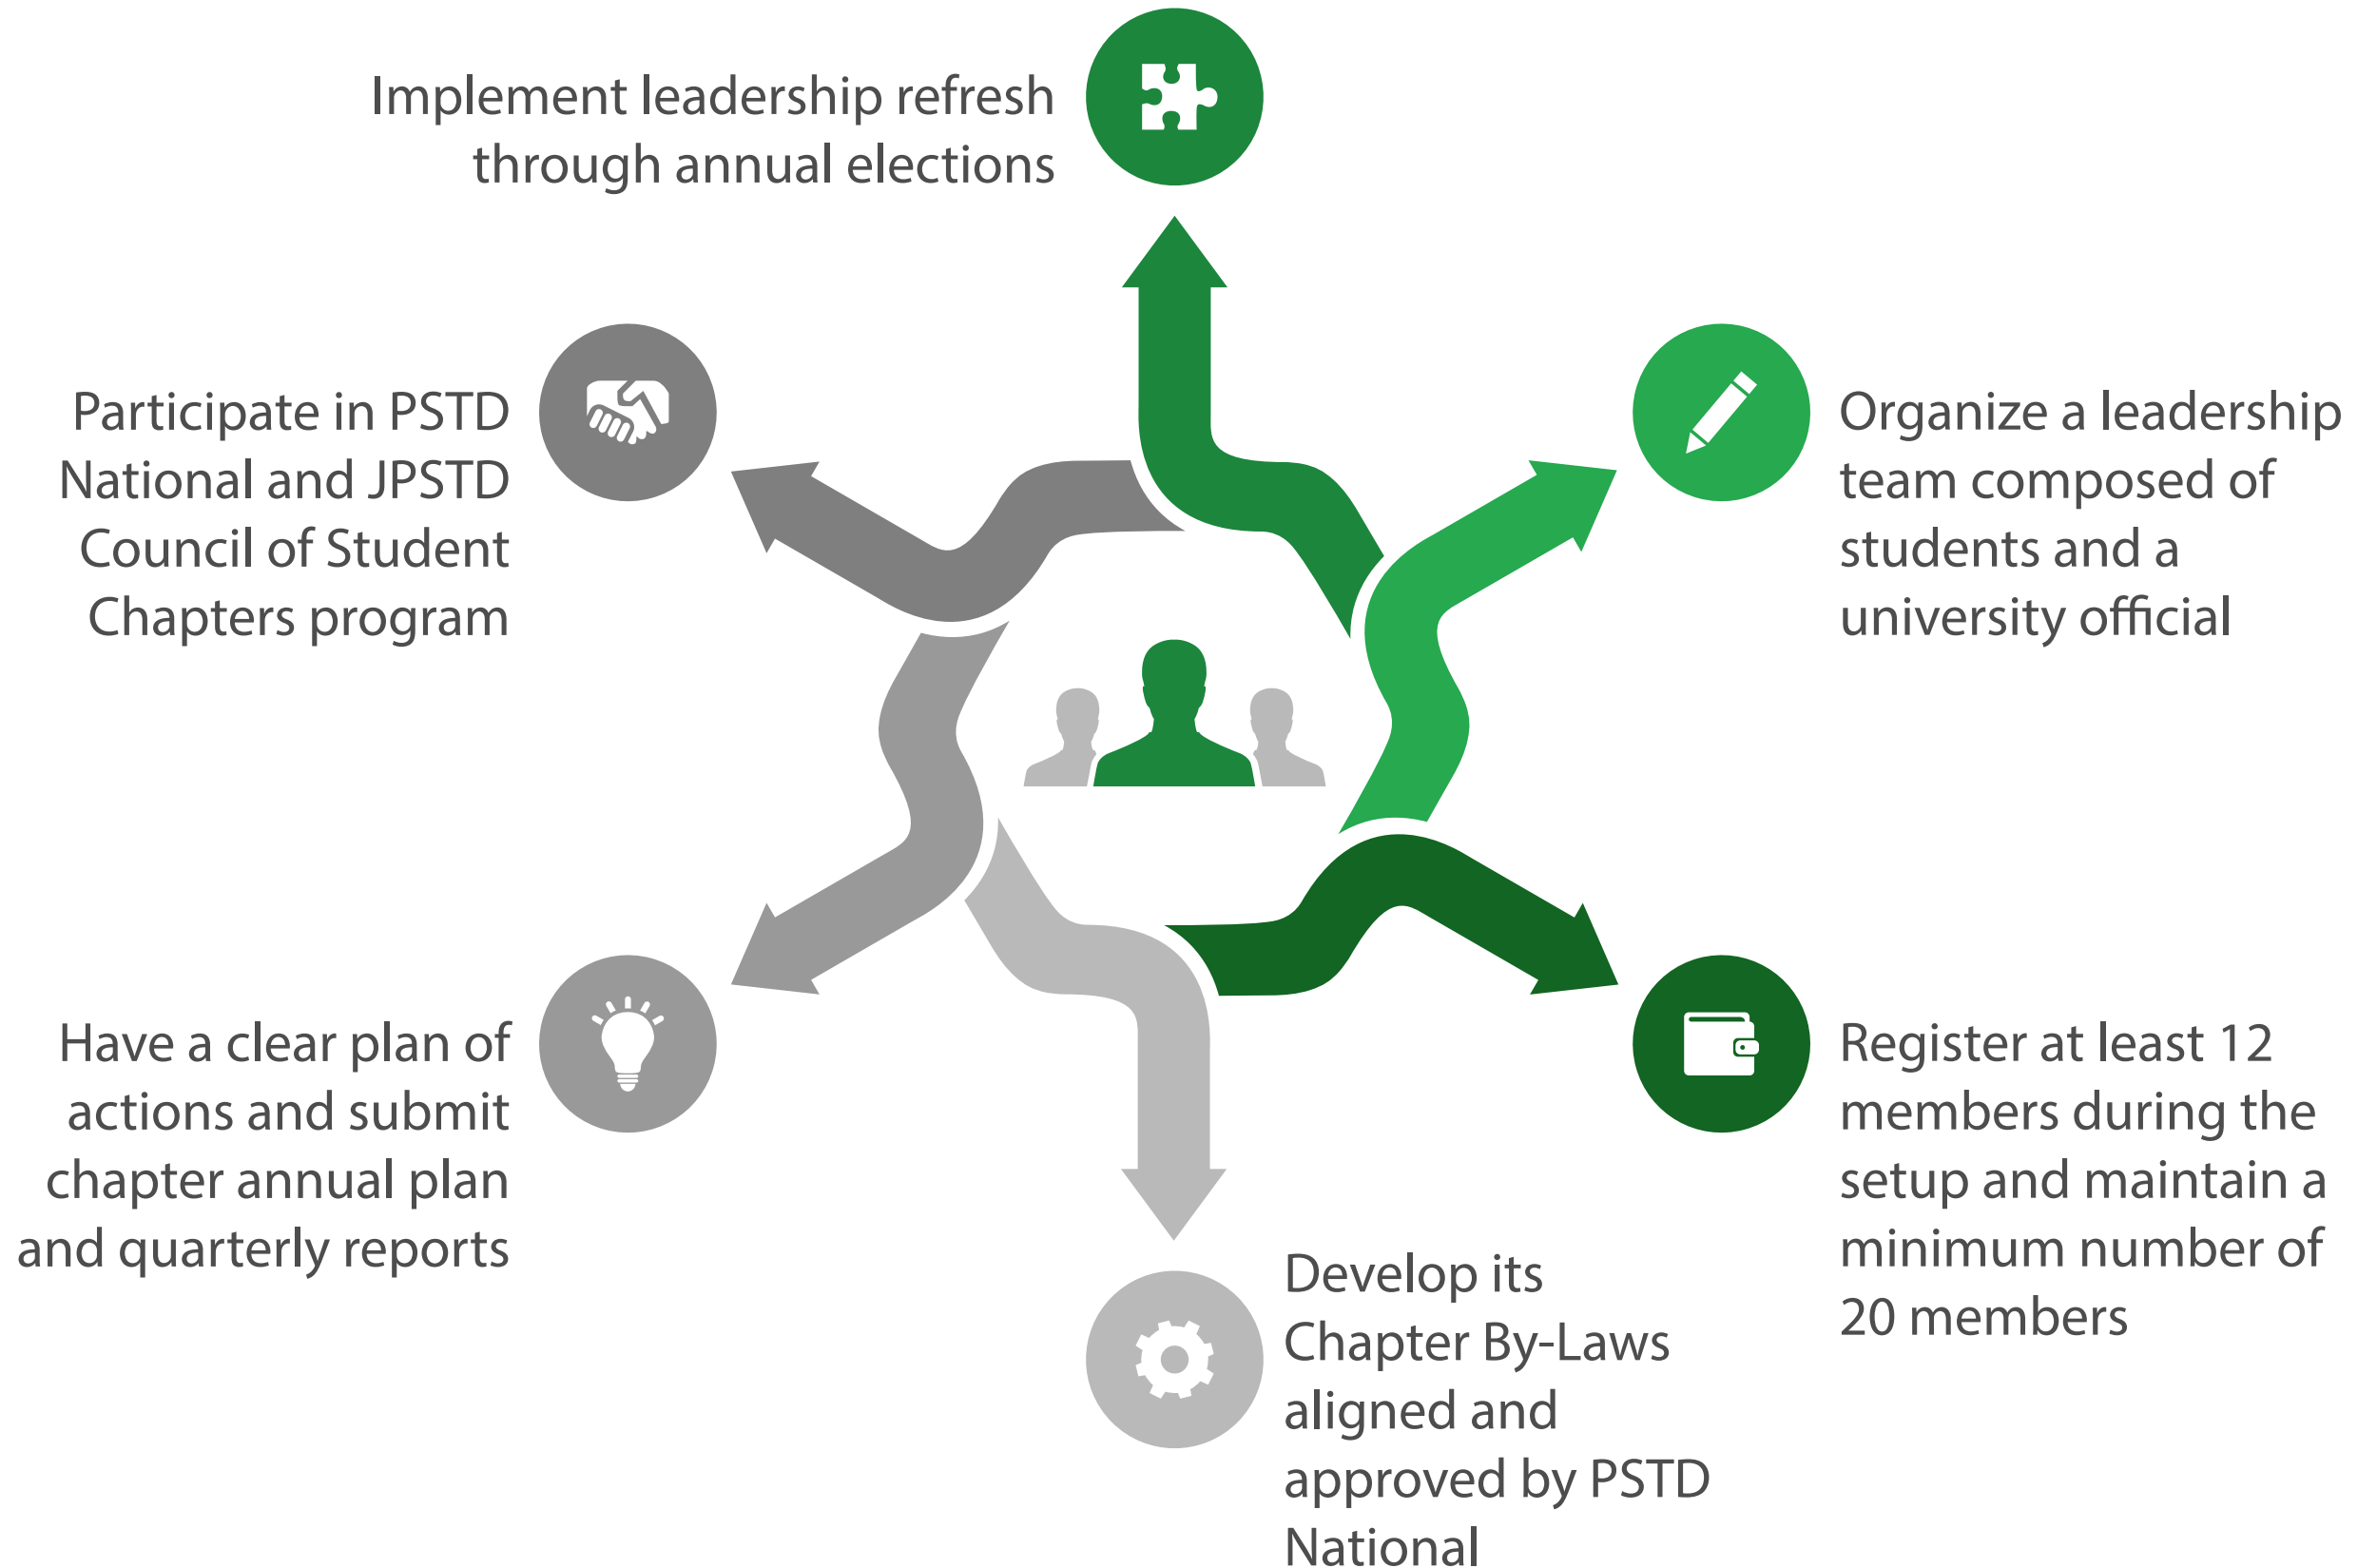 Implement leadership refresh
through annual elections
Organize a leadership
team composed of
students and a
university official
Register at least 12
members during the
setup and maintain a
minimum number of
20 members
Develop its
Chapter By-Laws
aligned and
approved by PSTD
National
Have a clear plan of
actions and submit
chapter annual plan
and quarterly reports
Participate in PSTD
National and JPSTD
Council of Student
Chapters program